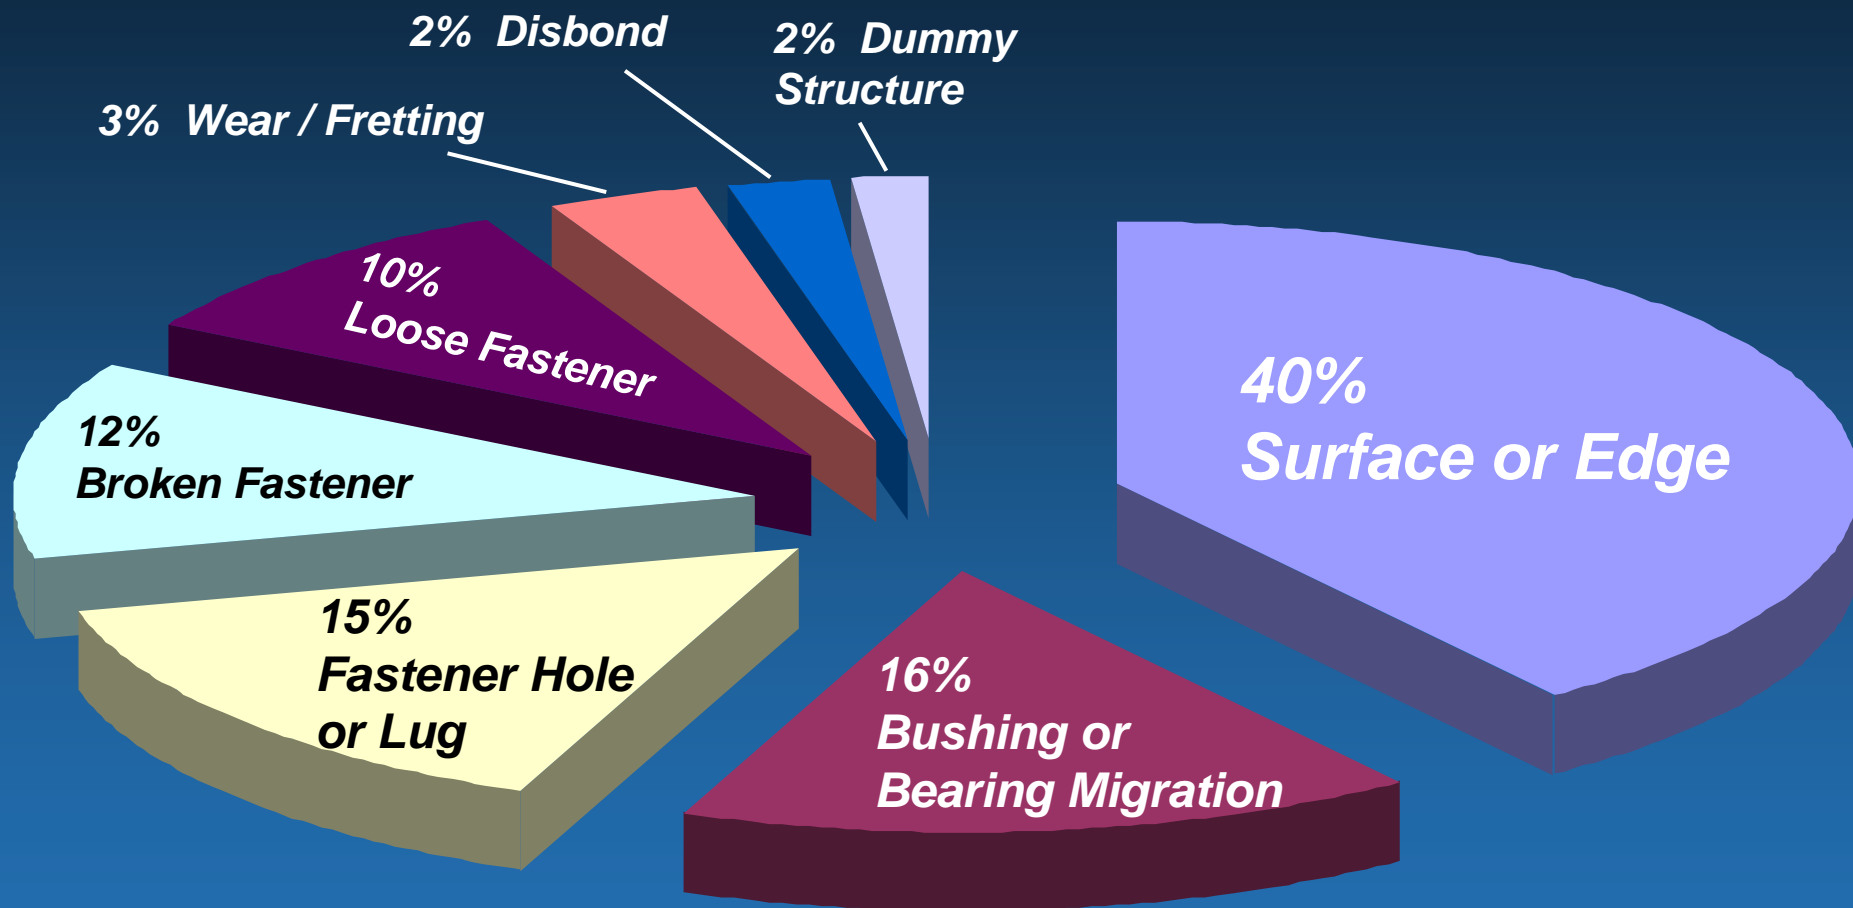 2% Disbond
2% Dummy
Structure
3% Wear / Fretting
10%
Loose Fastener
40%
Surface or Edge
12%
Broken Fastener
15%
Fastener Hole
or Lug
16%
Bushing or
Bearing Migration